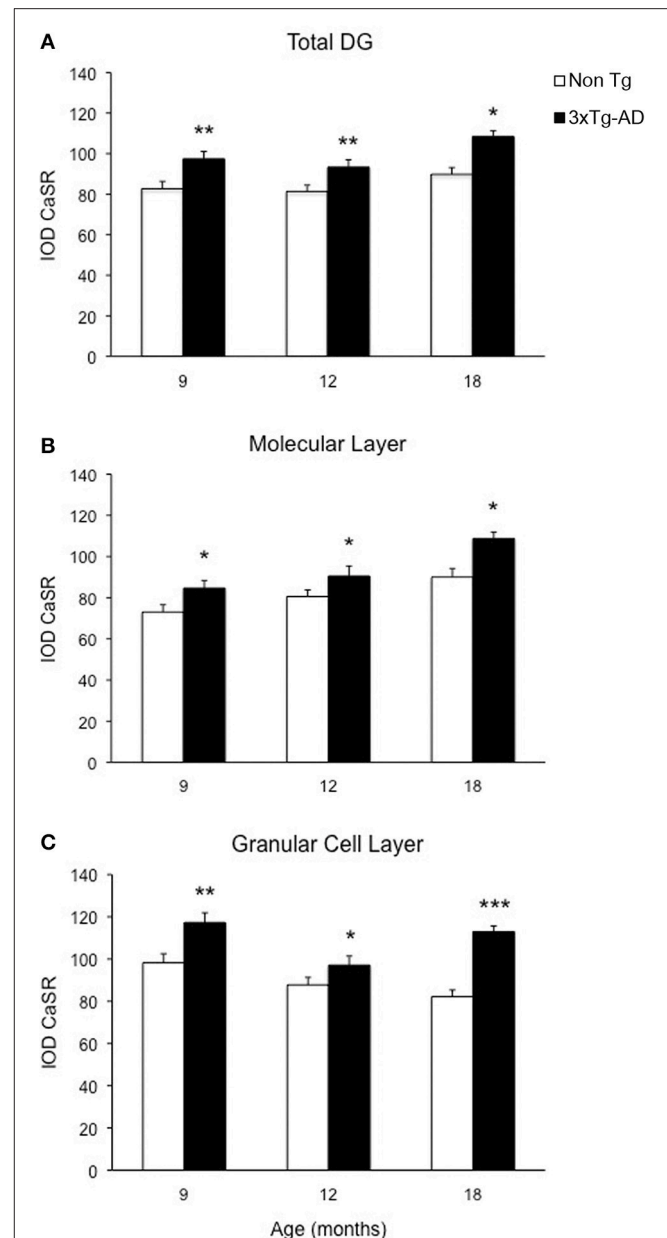 A
Total DG
Non Tg
3xTg-AD
140
120
100
80
60
40
20
0
IOD CaSR
** ** *
9 12 18
B
Molecular Layer
140
120
100
80
60
40
20
0
IOD CaSR
* * *
9 12 18
C
Granular Cell Layer
140
120
100
80
60
40
20
0
IOD CaSR
** * ***
9 12 18
Age (months)